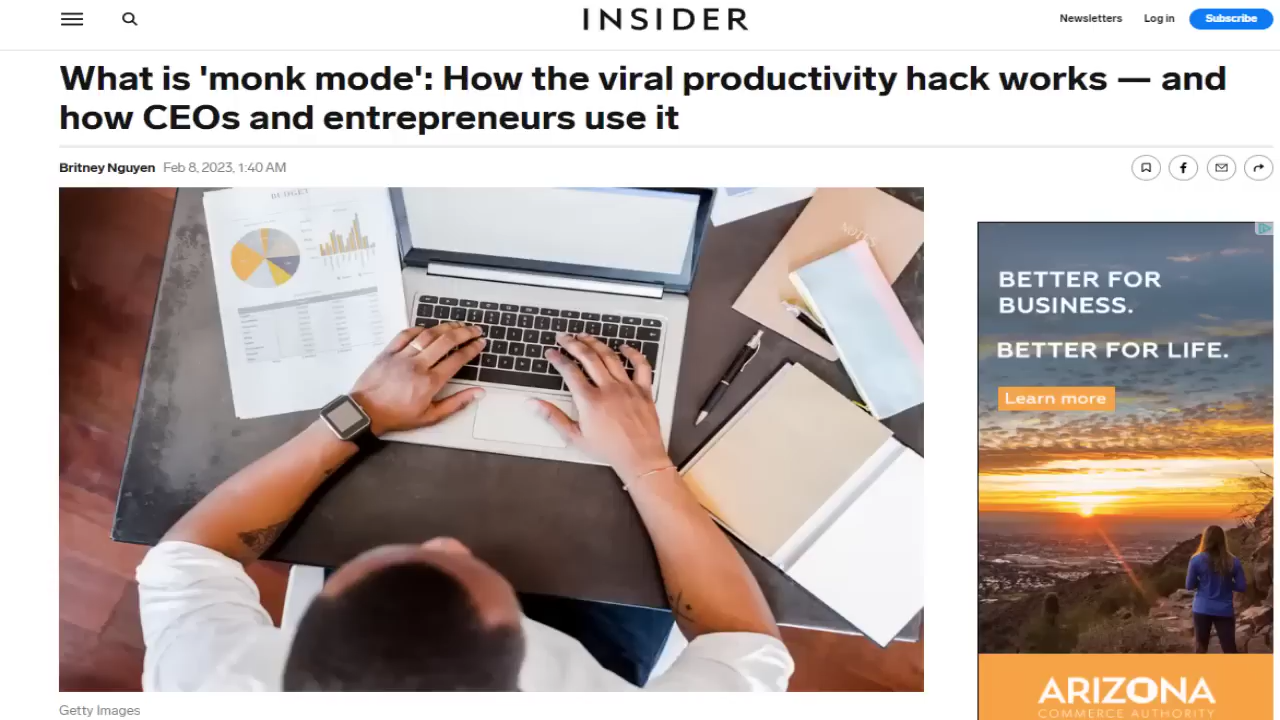 INSIDER
Newsletters
Log in
Subscribe
What is 'monk mode': How the viral productivity hack works — and
how CEOs and entrepreneurs use it
Britney Nguyen Feb 8, 2023, 1:40 AM
BUDGET
NOTES
BETTER FOR
BUSINESS.
BETTER FOR LIFE.
Learn more
ARIZONA
COMMERCE AUTHORITY
Getty Images